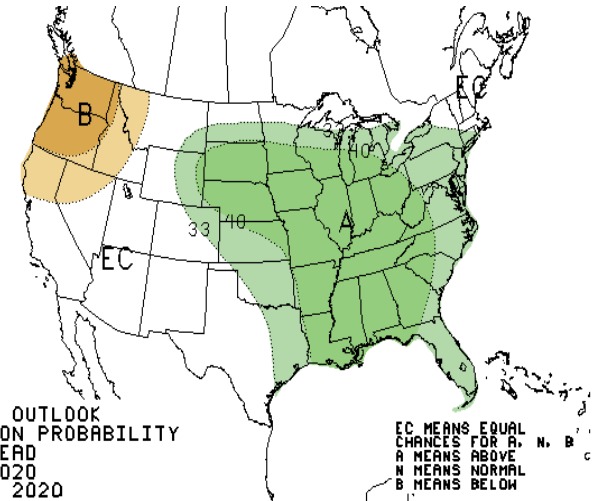 EC
B
40
33
40
A
EC
OUTLOOK
ON PROBABILITY
EAD
020
2020
EC MEANS EQUAL
CHANCES FOR A, N, B
A MEANS ABOVE
N MEANS NORMAL
B MEANS BELOW